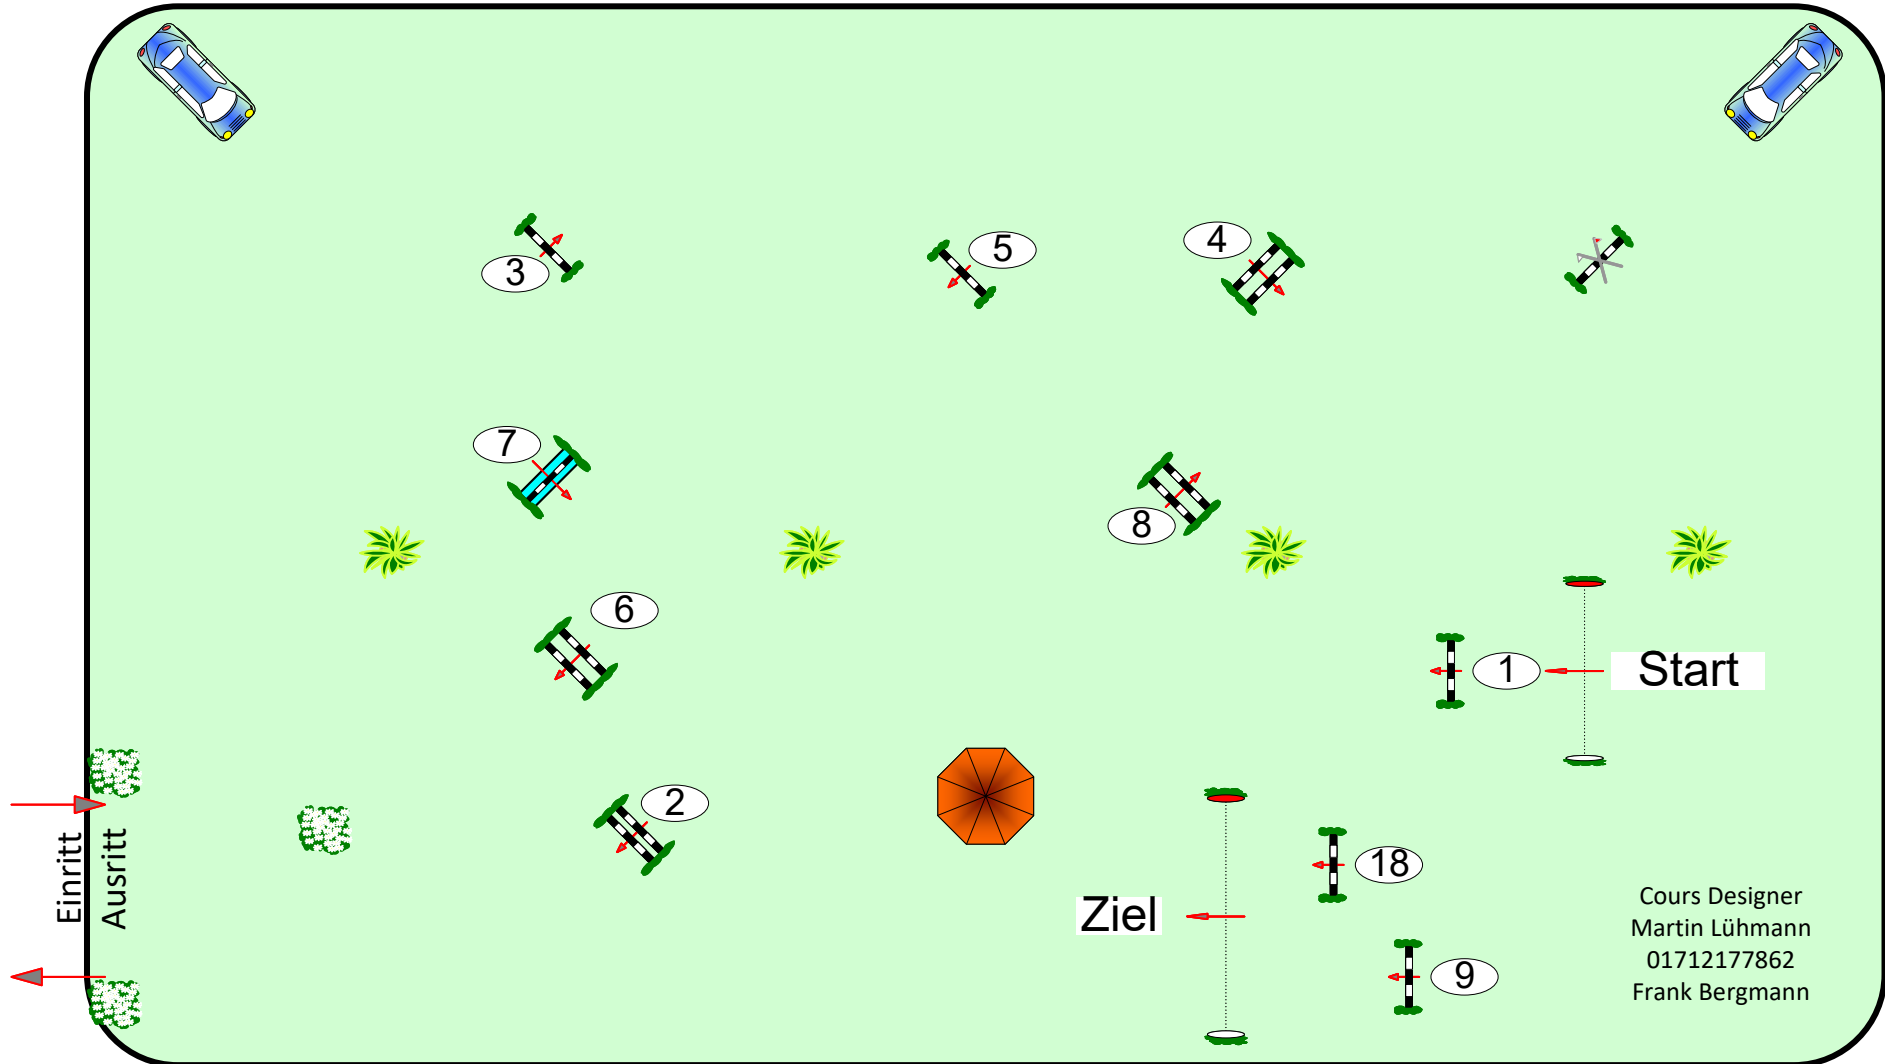 3
5
4
7
8
6
1
Start
2
18
Ziel
9
Einritt
Ausritt
Cours Designer
Martin Lühmann
01712177862
Frank Bergmann